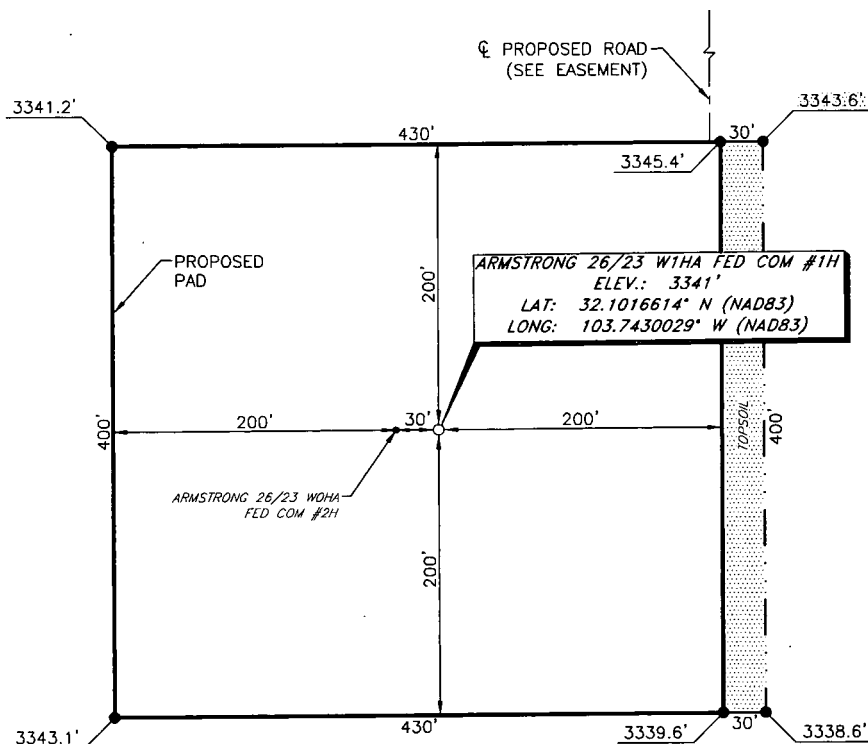 ℄ PROPOSED ROAD
(SEE EASEMENT)
3341.2'
430'
30'
3343.6'
3345.4'
PROPOSED
PAD
200'
ARMSTRONG 26/23 W1HA FED COM #1H
ELEV.: 3341'
LAT: 32.1016614° N (NAD83)
LONG: 103.7430029° W (NAD83)
400'
200'
30'
200'
TOPSOIL
400'
ARMSTRONG 26/23 W0HA
FED COM #2H
200'
3343.1'
430'
3339.6'
30'
3338.6'